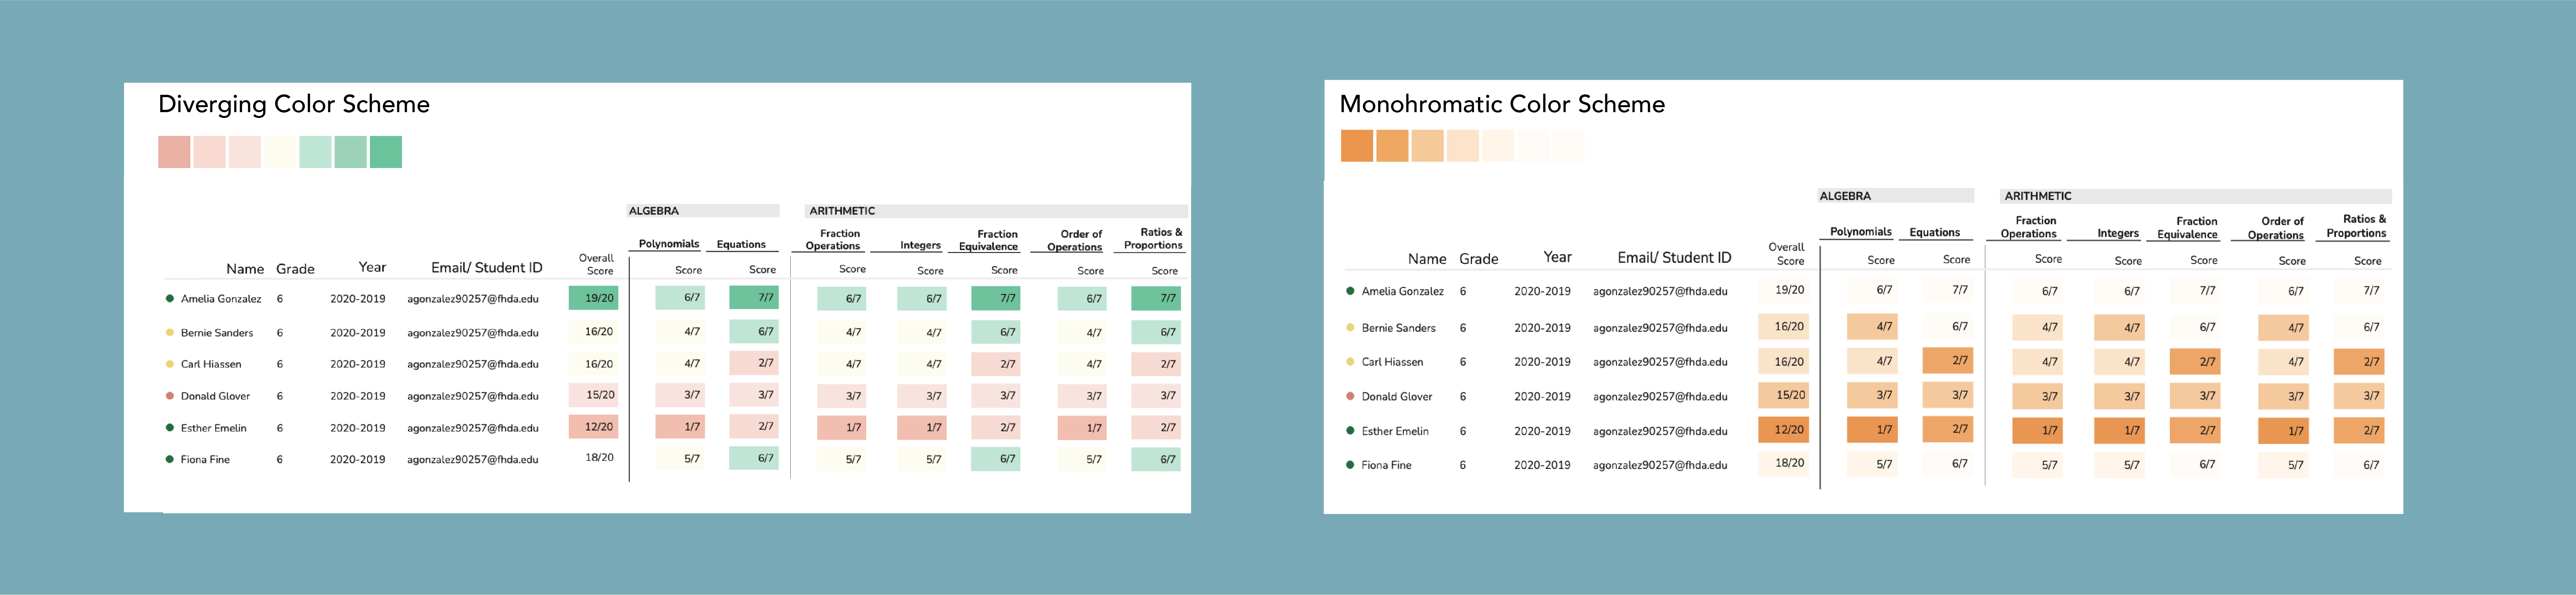 Diverging Color Scheme
ALGEBRA ARITHMETIC
Polynomials Equations Fraction Operations Integers Fraction Equivalence Order of Operations Ratios & Proportions
Name Grade Year Email/ Student ID Overall Score Score Score Score Score Score Score Score
Amelia Gonzalez 6 2020-2019 agonzalez90257@fhda.edu 19/20 6/7 7/7 6/7 6/7 7/7 6/7 7/7
Bernie Sanders 6 2020-2019 agonzalez90257@fhda.edu 16/20 4/7 6/7 4/7 4/7 6/7 4/7 6/7
Carl Hiassen 6 2020-2019 agonzalez90257@fhda.edu 16/20 4/7 2/7 4/7 4/7 2/7 4/7 2/7
Donald Glover 6 2020-2019 agonzalez90257@fhda.edu 15/20 3/7 3/7 3/7 3/7 3/7 3/7 3/7
Esther Emelin 6 2020-2019 agonzalez90257@fhda.edu 12/20 1/7 2/7 1/7 1/7 2/7 1/7 2/7
Fiona Fine 6 2020-2019 agonzalez90257@fhda.edu 18/20 5/7 6/7 5/7 5/7 6/7 5/7 6/7
Monohromatic Color Scheme
ALGEBRA ARITHMETIC
Polynomials Equations Fraction Operations Integers Fraction Equivalence Order of Operations Ratios & Proportions
Name Grade Year Email/ Student ID Overall Score Score Score Score Score Score Score Score
Amelia Gonzalez 6 2020-2019 agonzalez90257@fhda.edu 19/20 6/7 7/7 6/7 6/7 7/7 6/7 7/7
Bernie Sanders 6 2020-2019 agonzalez90257@fhda.edu 16/20 4/7 6/7 4/7 4/7 6/7 4/7 6/7
Carl Hiassen 6 2020-2019 agonzalez90257@fhda.edu 16/20 4/7 2/7 4/7 4/7 2/7 4/7 2/7
Donald Glover 6 2020-2019 agonzalez90257@fhda.edu 15/20 3/7 3/7 3/7 3/7 3/7 3/7 3/7
Esther Emelin 6 2020-2019 agonzalez90257@fhda.edu 12/20 1/7 2/7 1/7 1/7 2/7 1/7 2/7
Fiona Fine 6 2020-2019 agonzalez90257@fhda.edu 18/20 5/7 6/7 5/7 5/7 6/7 5/7 6/7